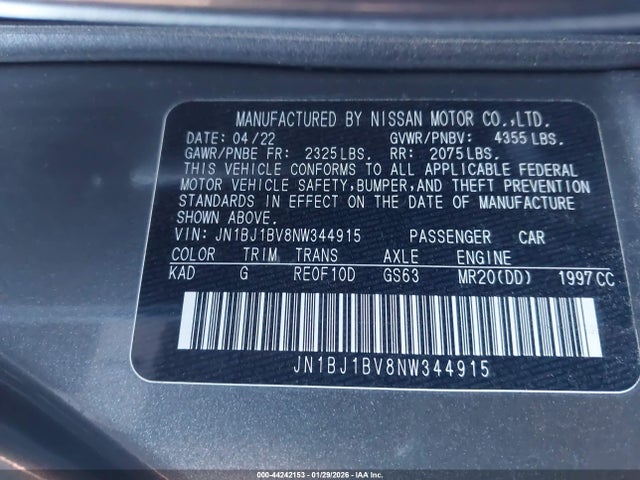 MANUFACTURED BY NISSAN MOTOR CO.,LTD.
DATE: 04/22 GVWR/PNBV: 4355 LBS.
GAWR/PNBE FR: 2325LBS. RR: 2075LBS.
THIS VEHICLE CONFORMS TO ALL APPLICABLE FEDERAL
MOTOR VEHICLE SAFETY,BUMPER,AND THEFT PREVENTION
STANDARDS IN EFFECT ON THE DATE OF MANUFACTURE
SHOWN ABOVE.
VIN: JN1BJ1BV8NW344915 PASSENGER CAR
COLOR TRIM TRANS AXLE ENGINE
KAD G RE0F10D GS63 MR20(DD) 1997CC
JN1BJ1BV8NW344915
000-44242153 - 01/29/2026 - IAA Inc.